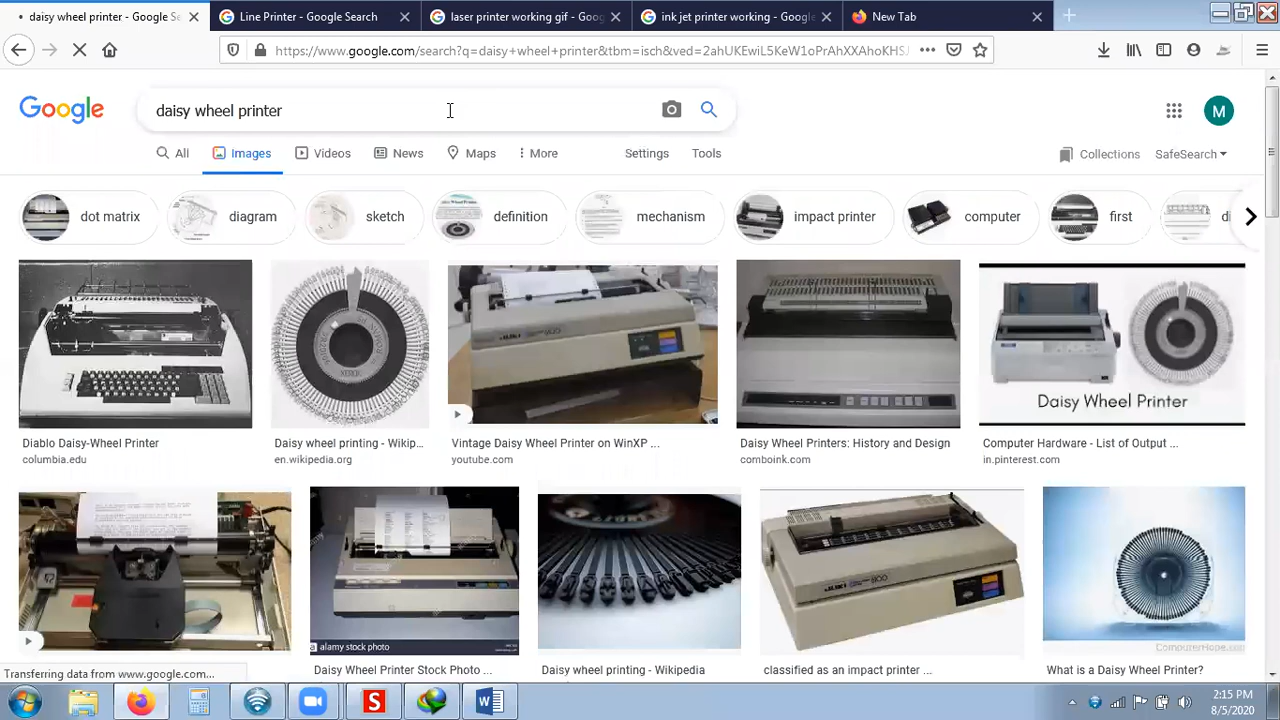 daisy wheel printer - Google S
Line Printer - Google Search
laser printer working gif - Goog
ink jet printer working - Google
New Tab
https://www.google.com/search?q=daisy+wheel+printer&tbm=isch&ved=2ahUKEwiL5KeW1oPrAhXXAhoKHSJ
Google
daisy wheel printer
M
All
Images
Videos
News
Maps
More
Settings
Tools
Collections
SafeSearch
dot matrix
diagram
sketch
definition
mechanism
impact printer
computer
first
d
Daisy Wheel Printer
Diablo Daisy-Wheel Printer
columbia.edu
Daisy wheel printing - Wikip...
en.wikipedia.org
Vintage Daisy Wheel Printer on WinXP ...
youtube.com
Daisy Wheel Printers: History and Design
comboink.com
Computer Hardware - List of Output ...
in.pinterest.com
alamy stock photo
ComputerHope.com
Transferring data from www.google.com...
Daisy Wheel Printer Stock Photo ...
Daisy wheel printing - Wikipedia
classified as an impact printer ...
What is a Daisy Wheel Printer?
2:15 PM
8/5/2020